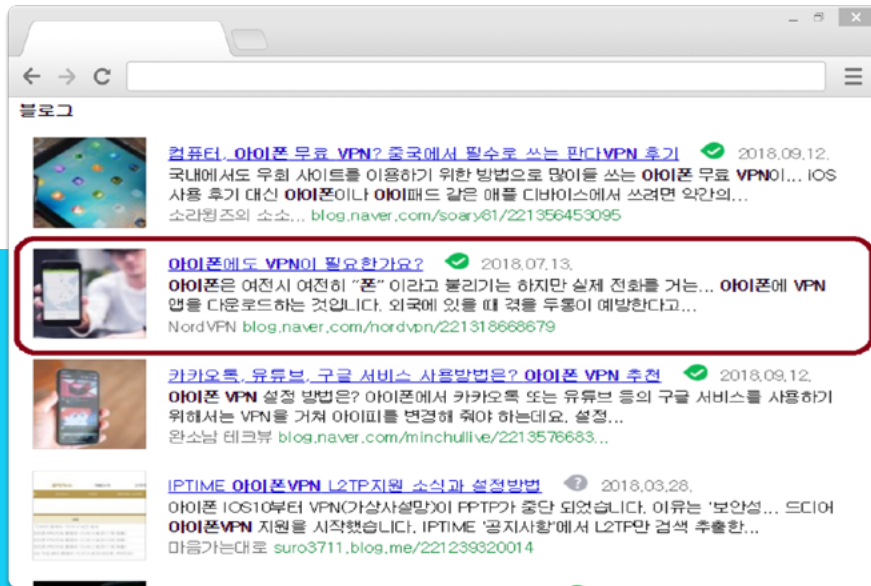 블로그
컴퓨터, 아이폰 무료 VPN? 중국에서 필수로 쓰는 판다VPN 후기 2018.09.12.
국내에서도 우회 사이트를 이용하기 위한 방법으로 많이들 쓰는 아이폰 무료 VPN이... iOS
사용 후기 대신 아이폰이나 아이패드 같은 애플 디바이스에서 쓰려면 약간의...
소라윙즈의 소소... blog.naver.com/soary81/221356453095
아이폰에도 VPN이 필요한가요? 2018.07.13.
아이폰은 여전시 여전히 "폰" 이라고 불리기는 하지만 실제 전화를 거는... 아이폰에 VPN
앱을 다운로드하는 것입니다. 외국에 있을 때 겪을 두통이 예방한다고...
NordVPN blog.naver.com/nordvpn/221318668679
카카오톡, 유튜브, 구글 서비스 사용방법은? 아이폰 VPN 추천 2018.09.12.
아이폰 VPN 설정 방법은? 아이폰에서 카카오톡 또는 유튜브 등의 구글 서비스를 사용하기
위해서는 VPN을 거쳐 아이피를 변경해 줘야 하는데요. 설정...
완소남 테크뷰 blog.naver.com/minchullive/2213576683...
IPTIME 아이폰VPN L2TP지원 소식과 설정방법 2018.03.28.
아이폰 IOS10부터 VPN(가상사설망)이 PPTP가 중단 되었습니다. 이유는 '보안성... 드디어
아이폰VPN 지원을 시작했습니다. IPTIME '공지사항'에서 L2TP만 검색 추출한...
마음가는대로 suro3711.blog.me/221239320014